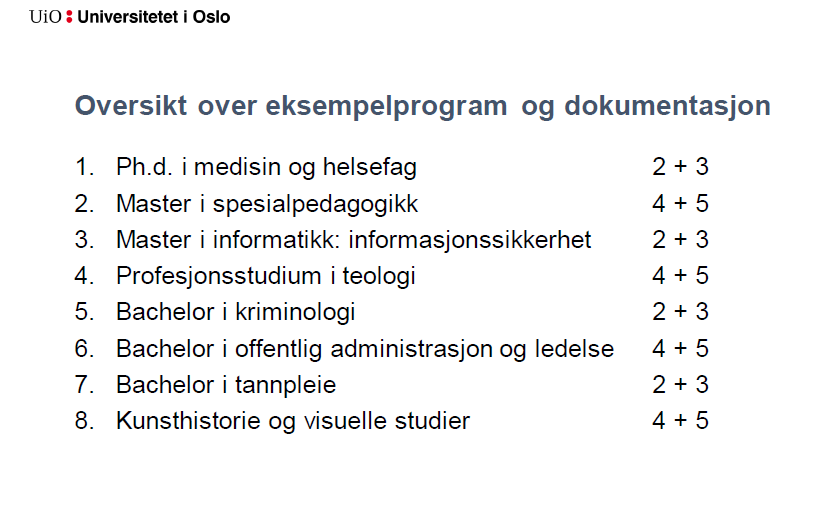 UiO : Universitetet i Oslo
Oversikt over eksempelprogram og dokumentasjon
1. Ph.d. i medisin og helsefag 2 + 3
2. Master i spesialpedagogikk 4 + 5
3. Master i informatikk: informasjonssikkerhet 2 + 3
4. Profesjonsstudium i teologi 4 + 5
5. Bachelor i kriminologi 2 + 3
6. Bachelor i offentlig administrasjon og ledelse 4 + 5
7. Bachelor i tannpleie 2 + 3
8. Kunsthistorie og visuelle studier 4 + 5